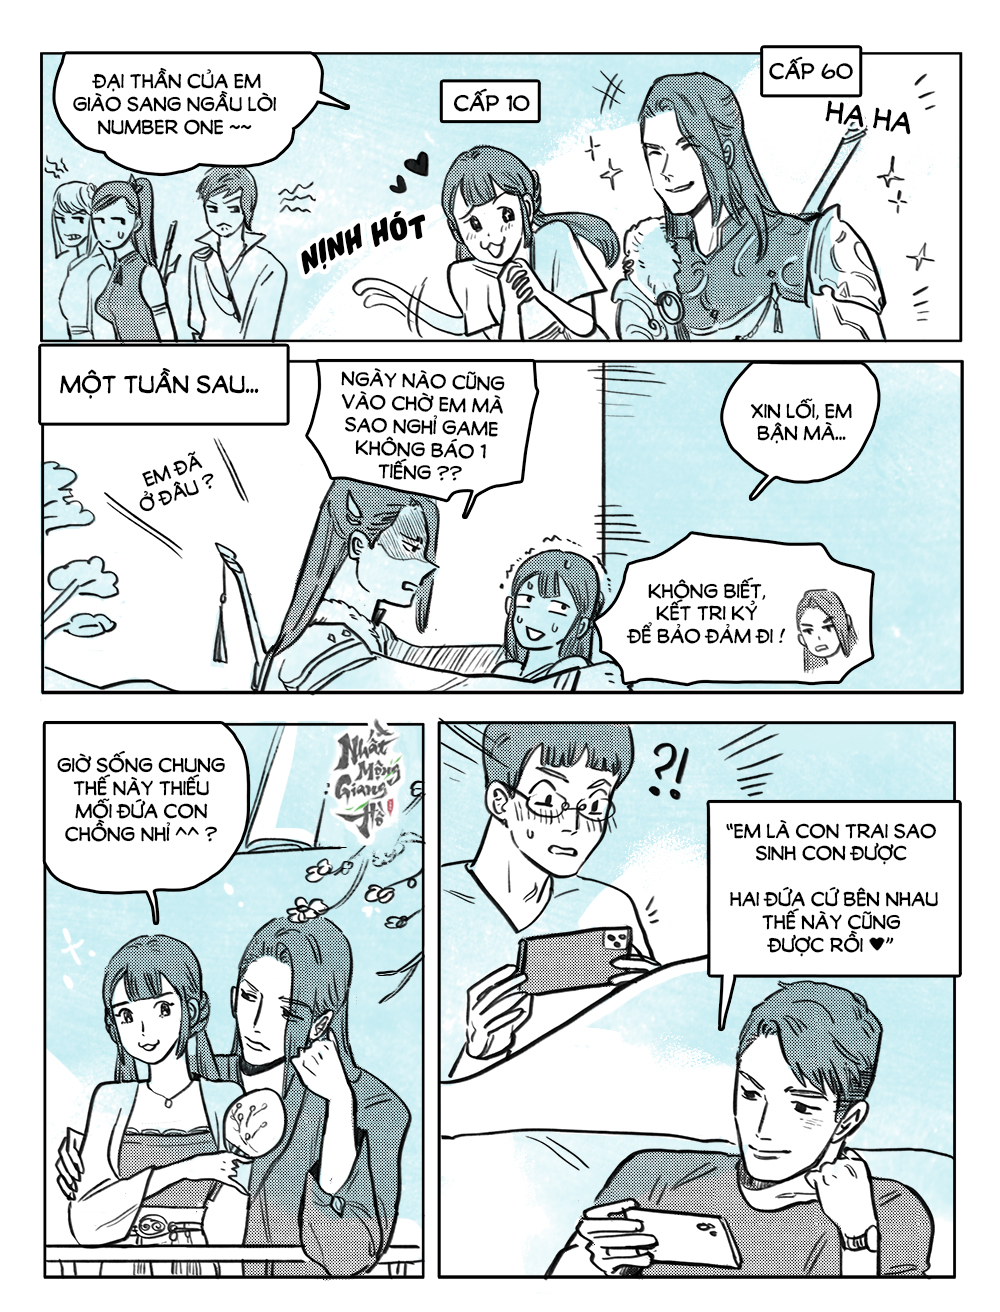 ĐẠI THẦN CỦA EM
GIÀO SANG NGẦU LÒI
NUMBER ONE ~~
CẤP 10
CẤP 60
HA HA
NỊNH HÓT
MỘT TUẦN SAU...
EM ĐÃ
Ở ĐÂU ?
NGÀY NÀO CŨNG
VÀO CHỜ EM MÀ
SAO NGHỈ GAME
KHÔNG BÁO 1
TIẾNG ??
XIN LỖI, EM
BẬN MÀ...
KHÔNG BIẾT,
KẾT TRI KỶ
ĐỂ BẢO ĐẢM ĐI !
GIỜ SỐNG CHUNG
THẾ NÀY THIẾU
MỖI ĐỨA CON
CHỒNG NHỈ ^^ ?
Nhất
Mộng
Giang
Hồ
?!
"EM LÀ CON TRAI SAO
SINH CON ĐƯỢC
HAI ĐỨA CỨ BÊN NHAU
THẾ NÀY CŨNG
ĐƯỢC RỒI ♥"